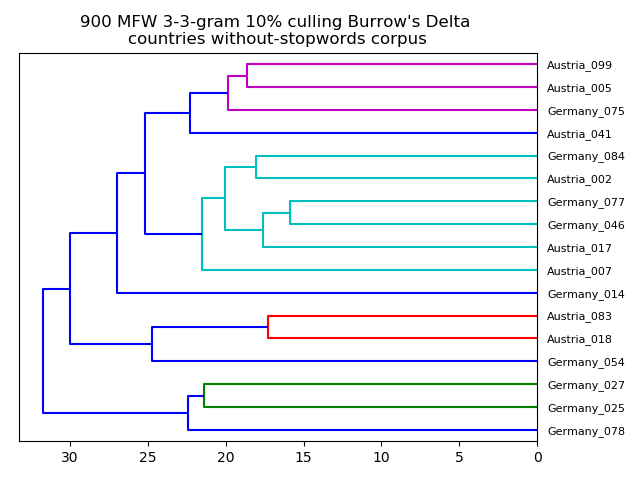 900 MFW 3-3-gram 10% culling Burrow's Delta
countries without-stopwords corpus
Austria_099
Austria_005
Germany_075
Austria_041
Germany_084
Austria_002
Germany_077
Germany_046
Austria_017
Austria_007
Germany_014
Austria_083
Austria_018
Germany_054
Germany_027
Germany_025
Germany_078
30 25 20 15 10 5 0